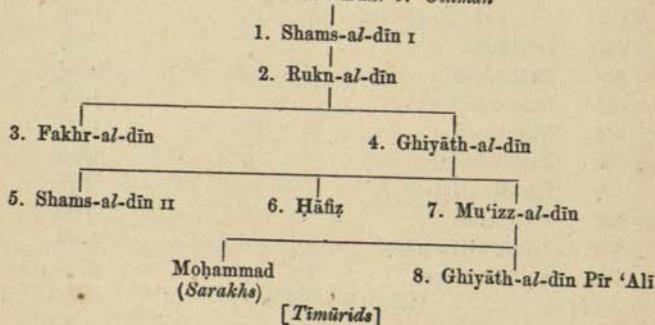 1. Shams-al-dīn I
2. Rukn-al-dīn
3. Fakhr-al-dīn 4. Ghiyāth-al-dīn
5. Shams-al-dīn II 6. Ḥāfiẓ 7. Mu‘izz-al-dīn
Moḥammad 8. Ghiyāth-al-dīn Pīr ‘Alī
(Sarakhs)
[Tīmūrids]